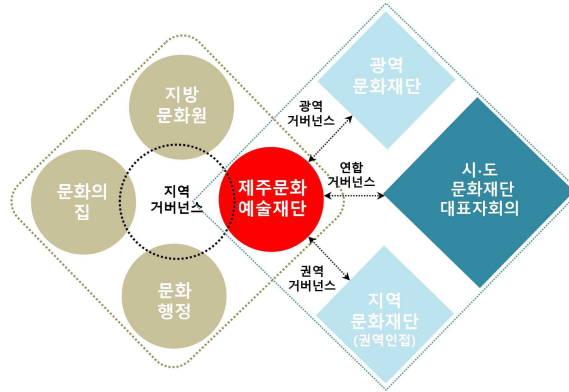 지방
문화원
문화의
집
문화
행정
지역
거버넌스
제주문화
예술재단
광역
거버넌스
연합
거버넌스
권역
거버넌스
광역
문화재단
시·도
문화재단
대표자회의
지역
문화재단
(권역인접)